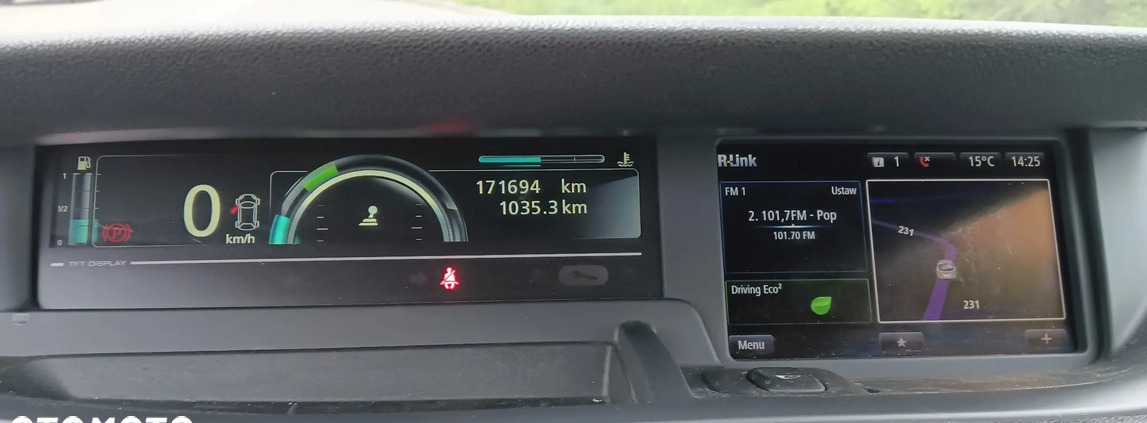 1
1/2
0
P
0
km/h
171694 km
1035.3 km
TFT DISPLAY
R-Link
1
15°C
14:25
FM 1
Ustaw
2. 101,7FM - Pop
101.70 FM
Driving Eco²
231
231
Menu
+
OTOMOTO